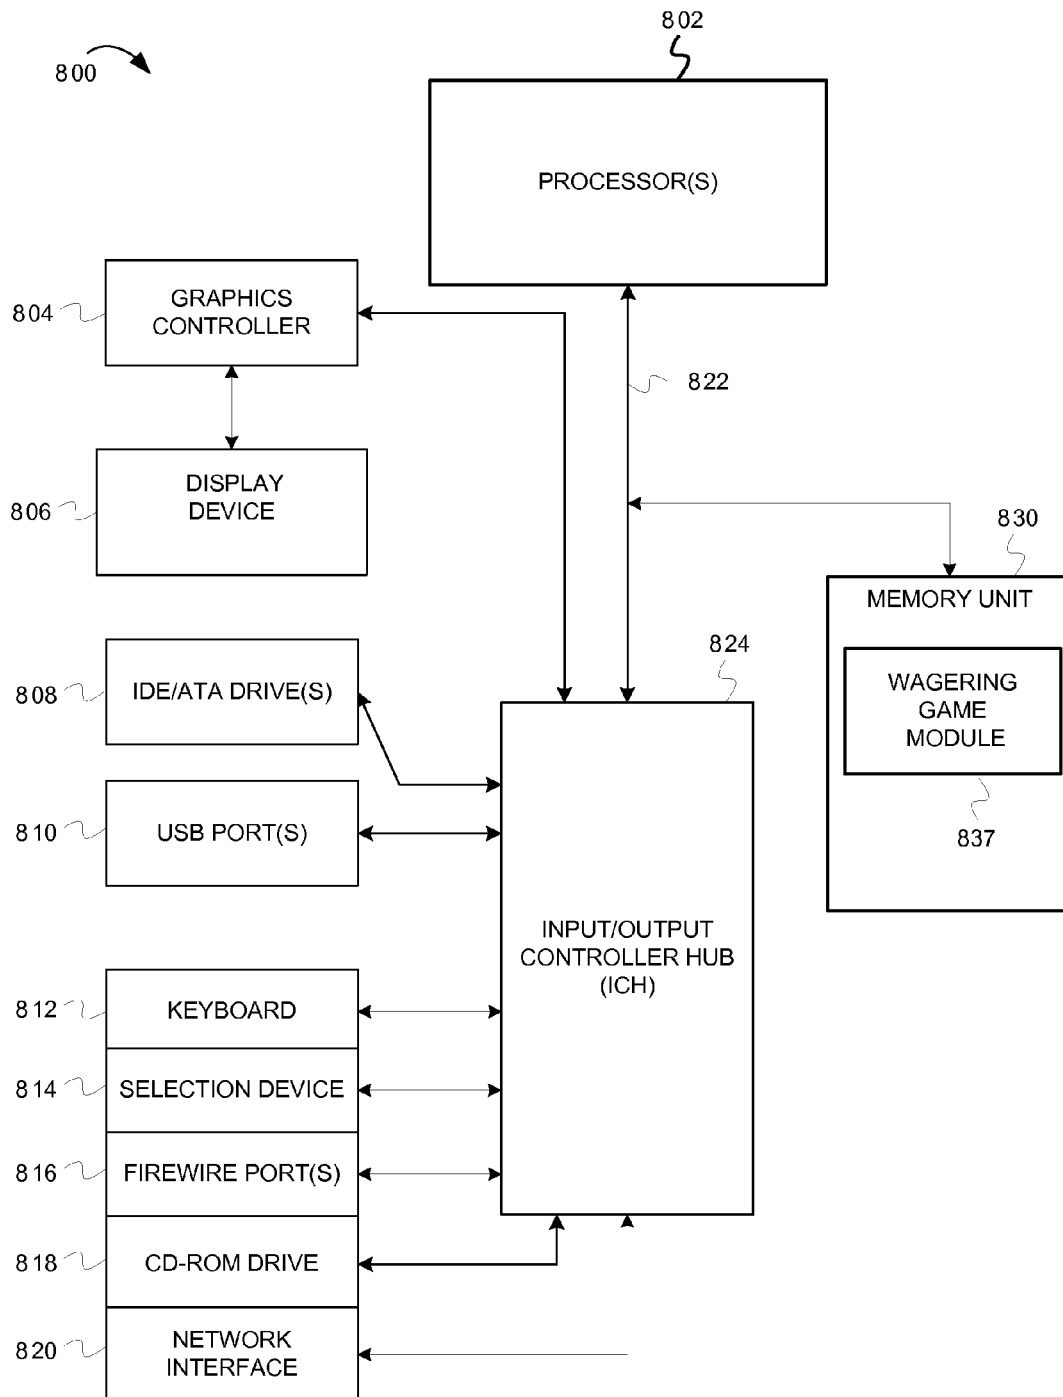 802
800
PROCESSOR(S)
804
GRAPHICS
CONTROLLER
822
806
DISPLAY
DEVICE
830
MEMORY UNIT
824
808
IDE/ATA DRIVE(S)
WAGERING
GAME
MODULE
810
USB PORT(S)
837
INPUT/OUTPUT
CONTROLLER HUB
(ICH)
812
KEYBOARD
814
SELECTION DEVICE
816
FIREWIRE PORT(S)
818
CD-ROM DRIVE
820
NETWORK
INTERFACE